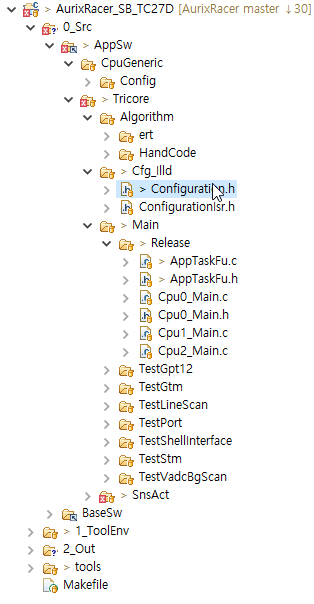 > AurixRacer_SB_TC27D [AurixRacer master ↓30]
0_Src
> AppSw
CpuGeneric
Config
> Tricore
Algorithm
> ert
> HandCode
> Cfg_Illd
> Configuration.h
ConfigurationIsr.h
> Main
> Release
> AppTaskFu.c
> AppTaskFu.h
Cpu0_Main.c
Cpu0_Main.h
Cpu1_Main.c
Cpu2_Main.c
TestGpt12
TestGtm
TestLineScan
TestPort
TestShellInterface
TestStm
TestVadcBgScan
> SnsAct
BaseSw
> 1_ToolEnv
2_Out
> tools
Makefile